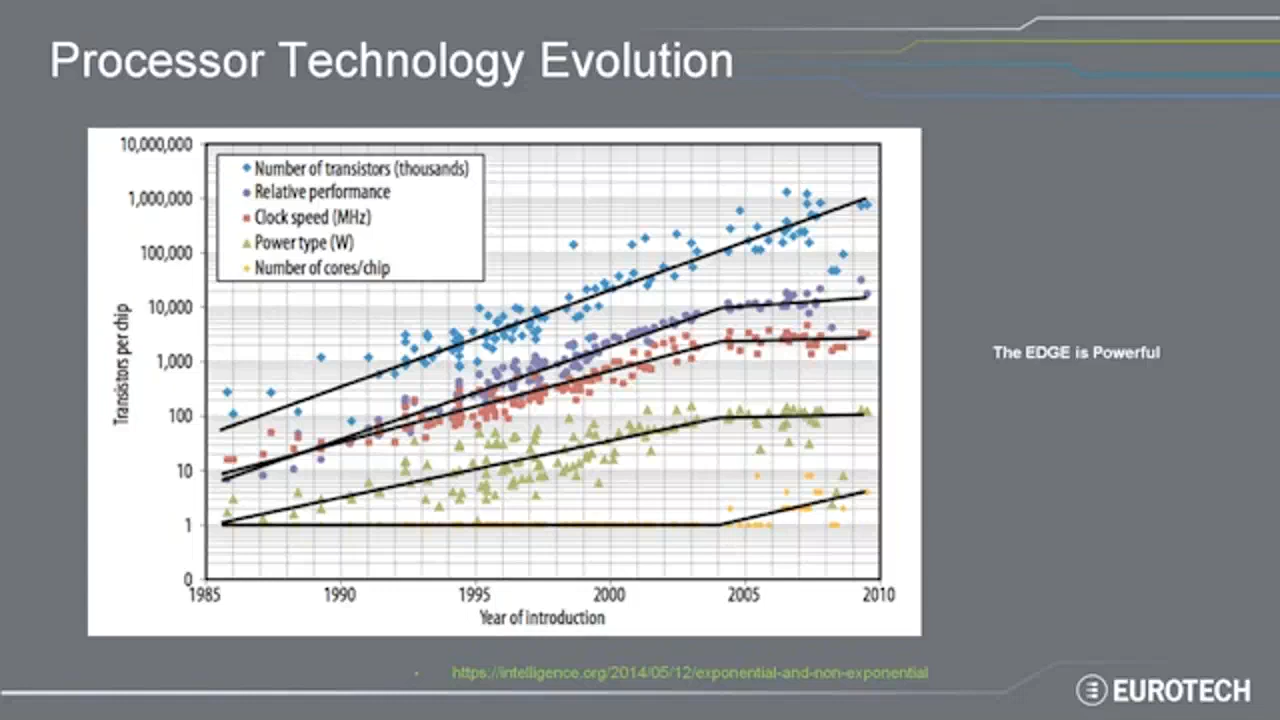 Processor Technology Evolution
10,000,000
1,000,000
100,000
10,000
1,000
100
10
1
0
Transistors per chip
Number of transistors (thousands)
Relative performance
Clock speed (MHz)
Power type (W)
Number of cores/chip
1985 1990 1995 2000 2005 2010
Year of introduction
The EDGE is Powerful
https://intelligence.org/2014/05/12/exponential-and-non-exponential
EUROTECH